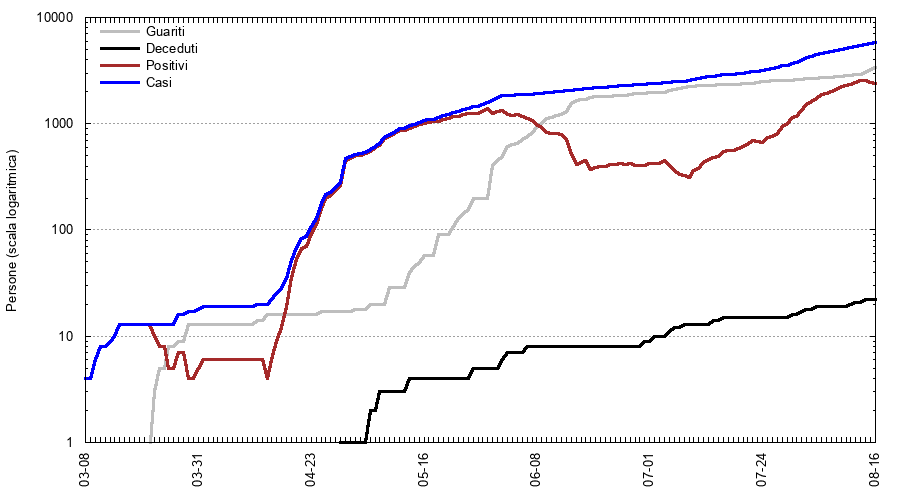 10000
1000
100
10
1
Persone (scala logaritmica)
Guariti
Deceduti
Positivi
Casi
03-08
03-31
04-23
05-16
06-08
07-01
07-24
08-16